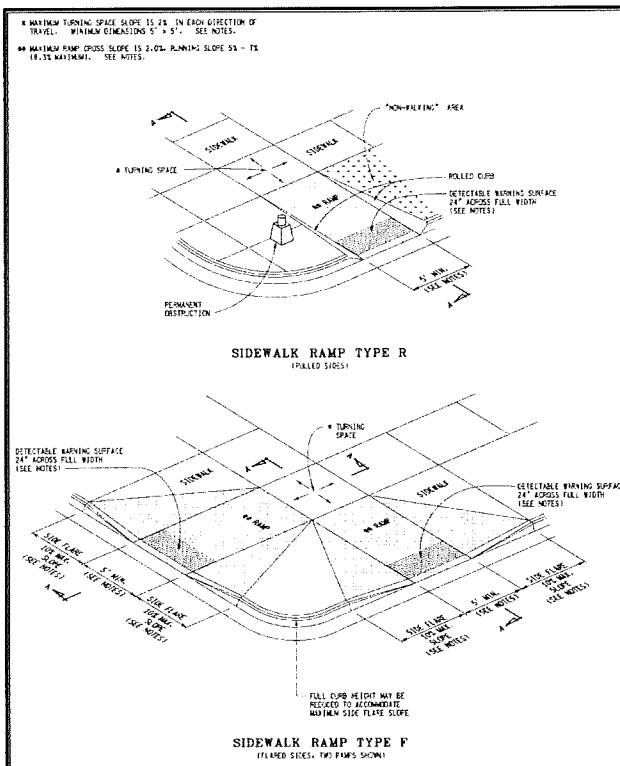 * MAXIMUM TURNING SPACE SLOPE IS 2% IN EACH DIRECTION OF
TRAVEL. MINIMUM DIMENSIONS 5' x 5'. SEE NOTES.
** MAXIMUM RAMP CROSS SLOPE IS 2.0%, RUNNING SLOPE 5% - 7%
(8.3% MAXIMUM). SEE NOTES.
A
"NON-WALKING" AREA
SIDEWALK
SIDEWALK
* TURNING SPACE
ROLLED CURB
** RAMP
DETECTABLE WARNING SURFACE
24" ACROSS FULL WIDTH
(SEE NOTES)
5' MIN.
(SEE NOTES)
A
PERMANENT
OBSTRUCTION
SIDEWALK RAMP TYPE R
(ROLLED SIDES)
* TURNING
SPACE
DETECTABLE WARNING SURFACE
24" ACROSS FULL WIDTH
(SEE NOTES)
SIDEWALK
A
A
SIDEWALK
DETECTABLE WARNING SURFACE
24" ACROSS FULL WIDTH
(SEE NOTES)
** RAMP
** RAMP
SIDE FLARE
10% MAX.
SLOPE
(SEE NOTES)
5' MIN.
(SEE NOTES)
SIDE FLARE
10% MAX.
SLOPE
(SEE NOTES)
A
SIDE FLARE
10% MAX.
SLOPE
(SEE NOTES)
5' MIN.
(SEE NOTES)
SIDE FLARE
10% MAX.
SLOPE
(SEE NOTES)
A
FULL CURB HEIGHT MAY BE
REDUCED TO ACCOMMODATE
MAXIMUM SIDE FLARE SLOPE
SIDEWALK RAMP TYPE F
(FLARED SIDES, TWO RAMPS SHOWN)